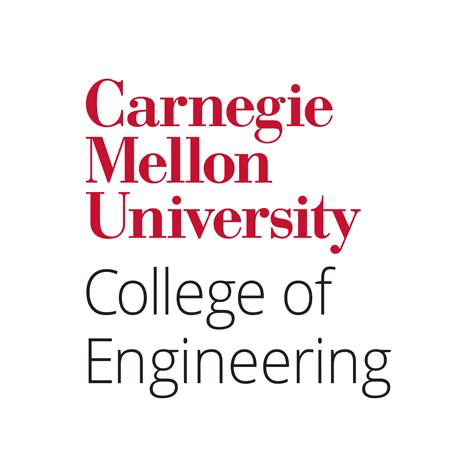 Carnegie
Mellon
University
College of
Engineering